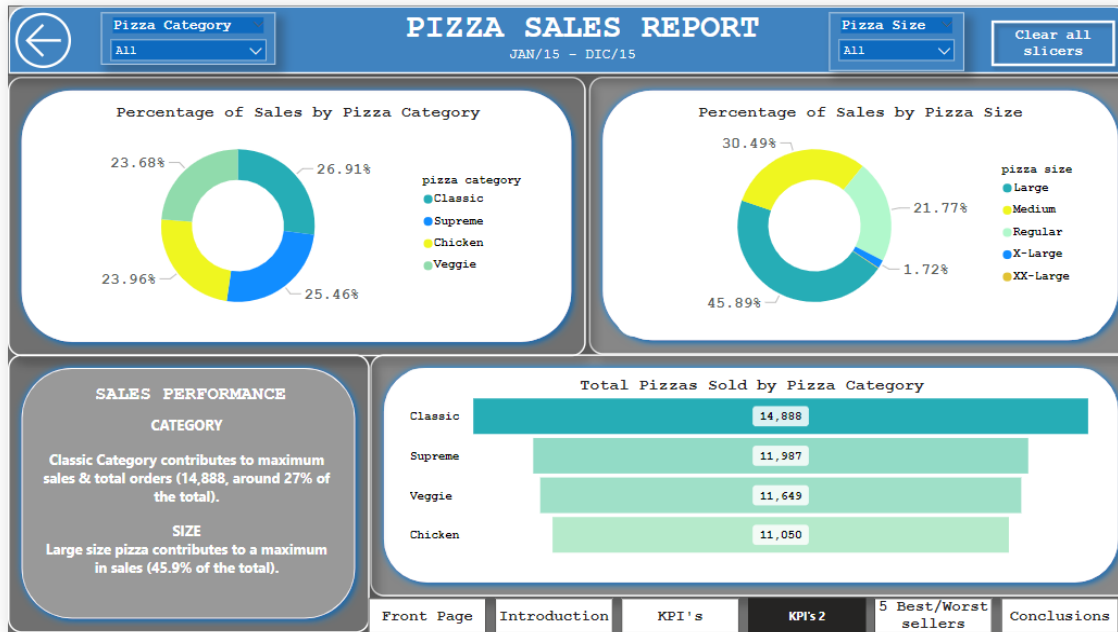 Pizza Category
All
PIZZA SALES REPORT
JAN/15 – DIC/15
Pizza Size
All
Clear all
slicers
Percentage of Sales by Pizza Category
23.68%
26.91%
23.96%
25.46%
pizza category
Classic
Supreme
Chicken
Veggie
Percentage of Sales by Pizza Size
30.49%
21.77%
1.72%
45.89%
pizza size
Large
Medium
Regular
X-Large
XX-Large
SALES PERFORMANCE
CATEGORY
Classic Category contributes to maximum
sales & total orders (14,888, around 27% of
the total).
SIZE
Large size pizza contributes to a maximum
in sales (45.9% of the total).
Total Pizzas Sold by Pizza Category
Classic 14,888
Supreme 11,987
Veggie 11,649
Chicken 11,050
Front Page
Introduction
KPI's
KPI's 2
5 Best/Worst
sellers
Conclusions